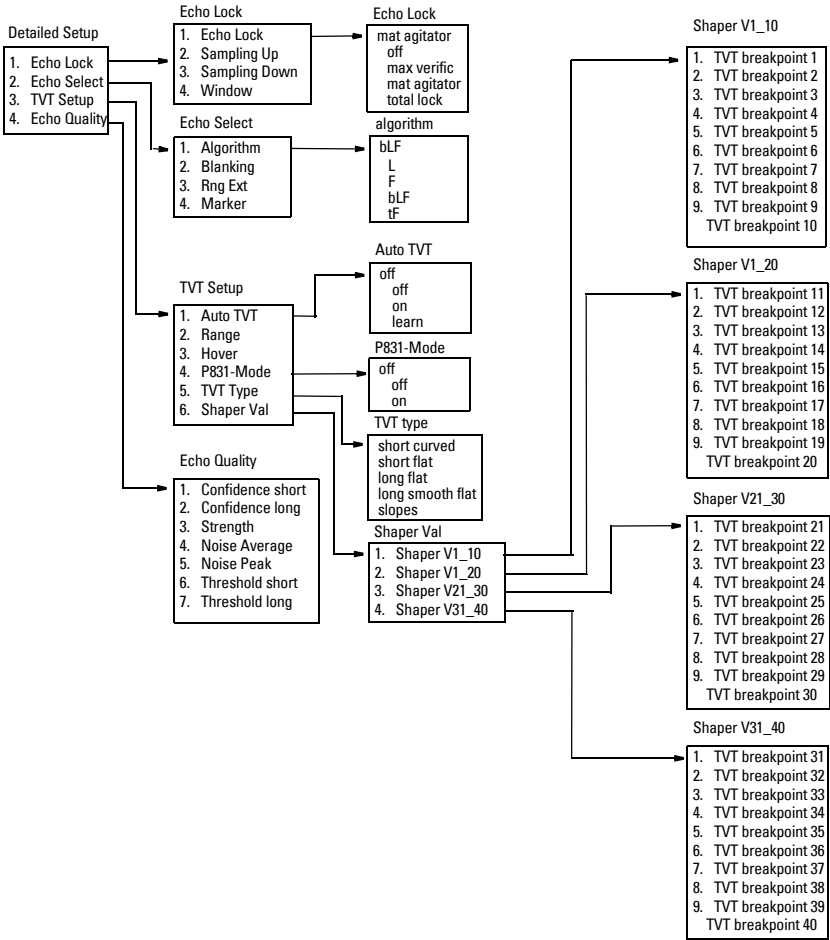 Detailed Setup
1. Echo Lock
2. Echo Select
3. TVT Setup
4. Echo Quality
Echo Lock
1. Echo Lock
2. Sampling Up
3. Sampling Down
4. Window
Echo Lock
mat agitator
off
max verific
mat agitator
total lock
Echo Select
1. Algorithm
2. Blanking
3. Rng Ext
4. Marker
algorithm
bLF
L
F
bLF
tF
TVT Setup
1. Auto TVT
2. Range
3. Hover
4. P831-Mode
5. TVT Type
6. Shaper Val
Auto TVT
off
off
on
learn
P831-Mode
off
off
on
TVT type
short curved
short flat
long flat
long smooth flat
slopes
Echo Quality
1. Confidence short
2. Confidence long
3. Strength
4. Noise Average
5. Noise Peak
6. Threshold short
7. Threshold long
Shaper Val
1. Shaper V1_10
2. Shaper V1_20
3. Shaper V21_30
4. Shaper V31_40
Shaper V1_10
1. TVT breakpoint 1
2. TVT breakpoint 2
3. TVT breakpoint 3
4. TVT breakpoint 4
5. TVT breakpoint 5
6. TVT breakpoint 6
7. TVT breakpoint 7
8. TVT breakpoint 8
9. TVT breakpoint 9
TVT breakpoint 10
Shaper V1_20
1. TVT breakpoint 11
2. TVT breakpoint 12
3. TVT breakpoint 13
4. TVT breakpoint 14
5. TVT breakpoint 15
6. TVT breakpoint 16
7. TVT breakpoint 17
8. TVT breakpoint 18
9. TVT breakpoint 19
TVT breakpoint 20
Shaper V21_30
1. TVT breakpoint 21
2. TVT breakpoint 22
3. TVT breakpoint 23
4. TVT breakpoint 24
5. TVT breakpoint 25
6. TVT breakpoint 26
7. TVT breakpoint 27
8. TVT breakpoint 28
9. TVT breakpoint 29
TVT breakpoint 30
Shaper V31_40
1. TVT breakpoint 31
2. TVT breakpoint 32
3. TVT breakpoint 33
4. TVT breakpoint 34
5. TVT breakpoint 35
6. TVT breakpoint 36
7. TVT breakpoint 37
8. TVT breakpoint 38
9. TVT breakpoint 39
TVT breakpoint 40